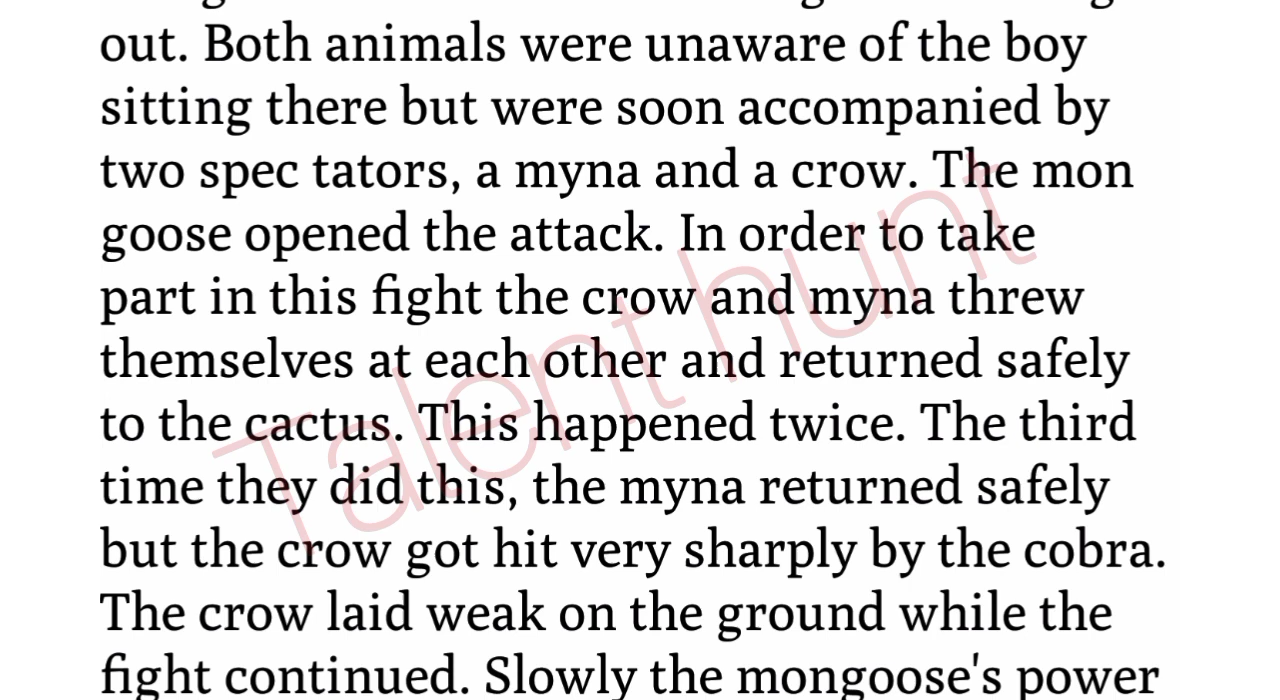 out. Both animals were unaware of the boy
sitting there but were soon accompanied by
two spec tators, a myna and a crow. The mon
goose opened the attack. In order to take
part in this fight the crow and myna threw
themselves at each other and returned safely
to the cactus. This happened twice. The third
time they did this, the myna returned safely
but the crow got hit very sharply by the cobra.
The crow laid weak on the ground while the
fight continued. Slowly the mongoose's power
Talent hunt